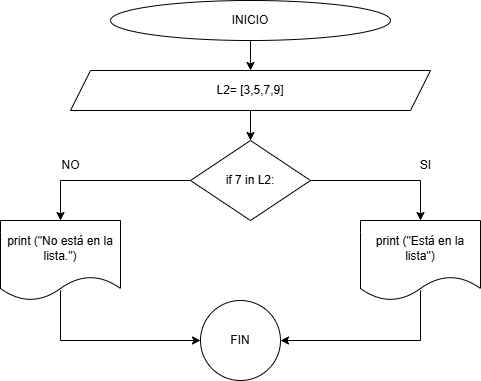 INICIO
L2= [3,5,7,9]
if 7 in L2:
NO
SI
print ("No está en la
lista.")
print ("Está en la
lista")
FIN